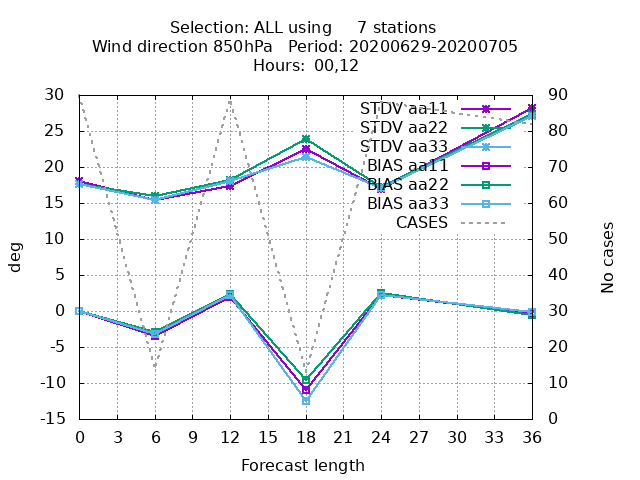 Selection: ALL using     7 stations
Wind direction 850hPa   Period: 20200629-20200705
Hours: 00,12
30 90
STDV aa11
25 80
STDV aa22
STDV aa33
20 70
BIAS aa11
BIAS aa22
15 60
BIAS aa33
CASES
10 50
5 40
0 30
-5 20
-10 10
-15 0
deg
No cases
0 3 6 9 12 15 18 21 24 27 30 33 36
Forecast length